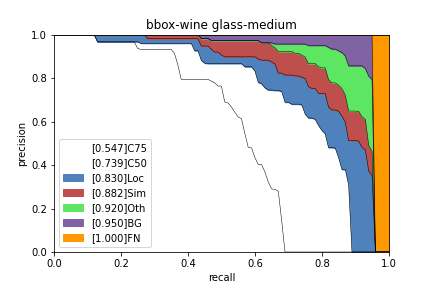 bbox-wine glass-medium
1.0
0.8
0.6
0.4
0.2
0.0
precision
[0.547]C75
[0.739]C50
[0.830]Loc
[0.882]Sim
[0.920]Oth
[0.950]BG
[1.000]FN
0.0 0.2 0.4 0.6 0.8 1.0
recall